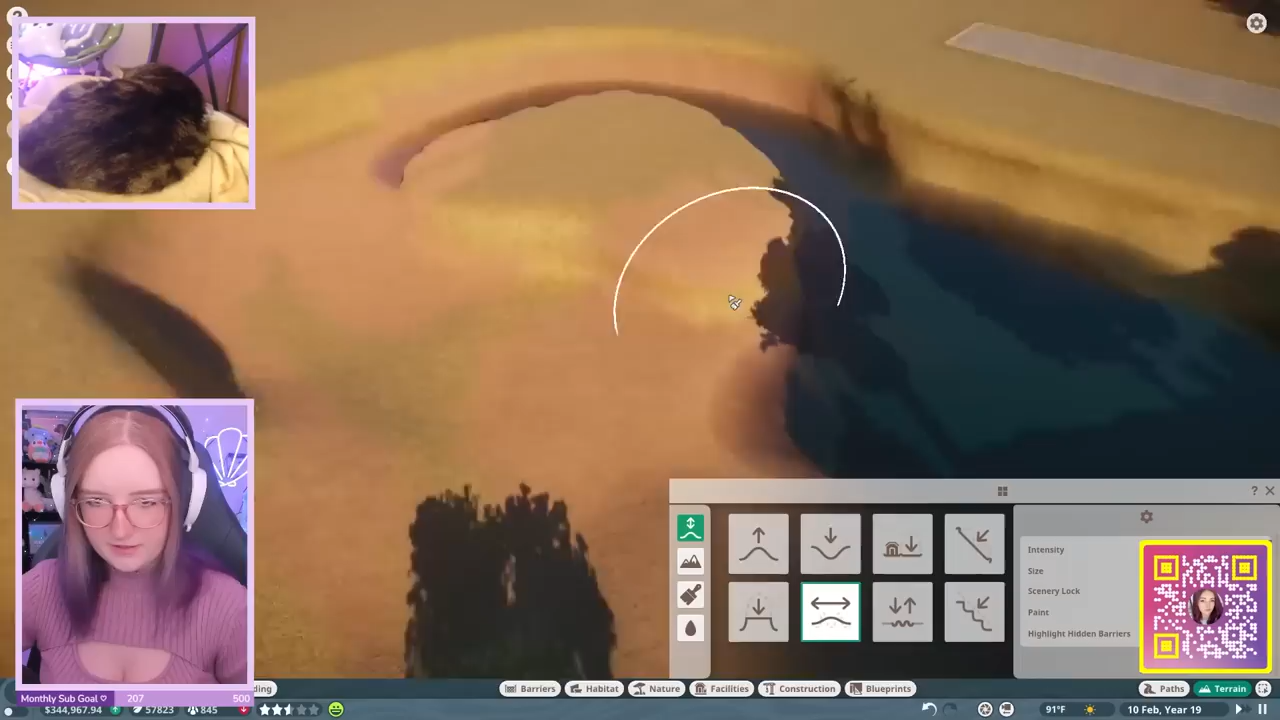 ? ✕
Intensity
Size
Scenery Lock
Paint
Highlight Hidden Barriers
Monthly Sub Goal ♡ 207 500
ding
Barriers Habitat Nature Facilities Construction Blueprints Paths Terrain
$344,967.94 57823 845 91°F 10 Feb, Year 19